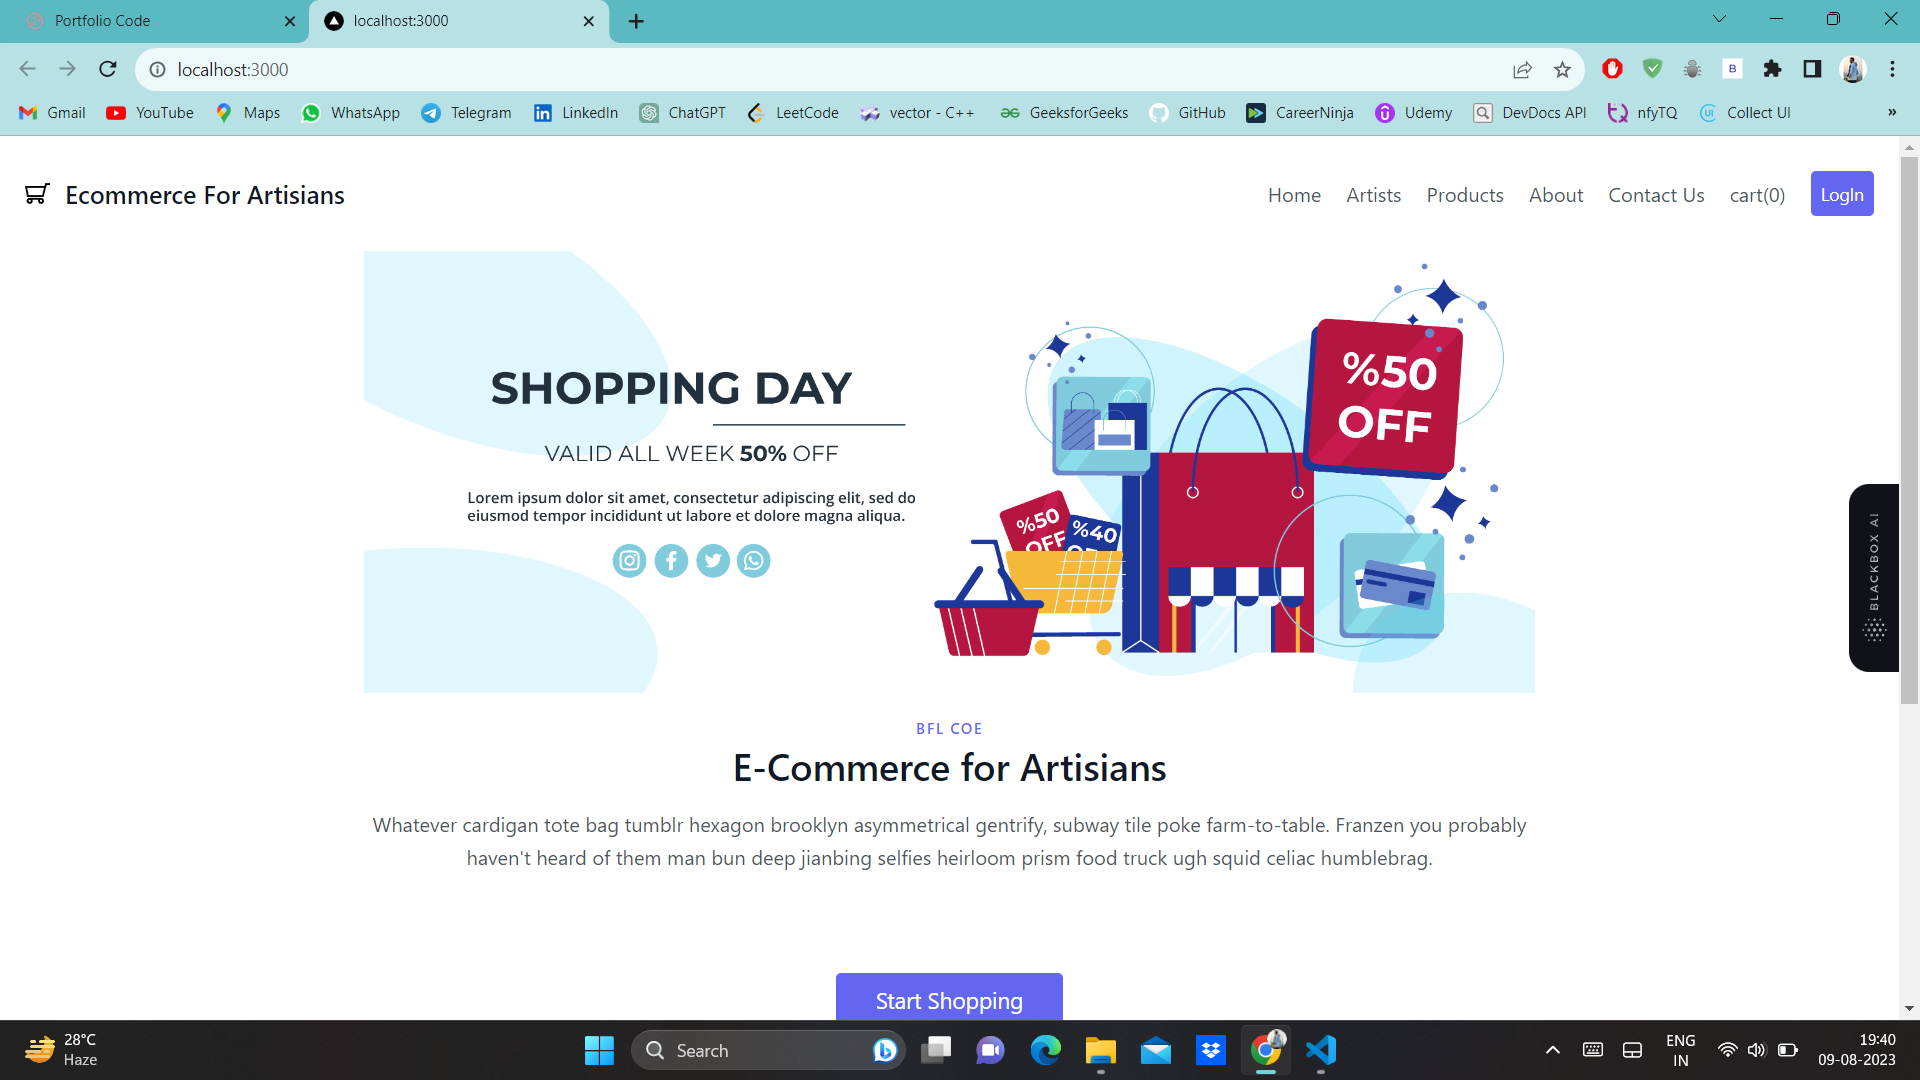 Portfolio Code
localhost:3000
localhost:3000
B
Gmail YouTube Maps WhatsApp Telegram LinkedIn ChatGPT LeetCode vector - C++ GeeksforGeeks GitHub CareerNinja Udemy DevDocs API nfyTQ Collect UI »
Ecommerce For Artisians
Home Artists Products About Contact Us cart(0) LogIn
SHOPPING DAY
VALID ALL WEEK 50% OFF
Lorem ipsum dolor sit amet, consectetur adipiscing elit, sed do
eiusmod tempor incididunt ut labore et dolore magna aliqua.
%50
OFF
%50
OFF
%40
BLACKBOX AI
BFL COE
E-Commerce for Artisians
Whatever cardigan tote bag tumblr hexagon brooklyn asymmetrical gentrify, subway tile poke farm-to-table. Franzen you probably
haven't heard of them man bun deep jianbing selfies heirloom prism food truck ugh squid celiac humblebrag.
Start Shopping
28°C
Haze
Search
ENG
IN
19:40
09-08-2023